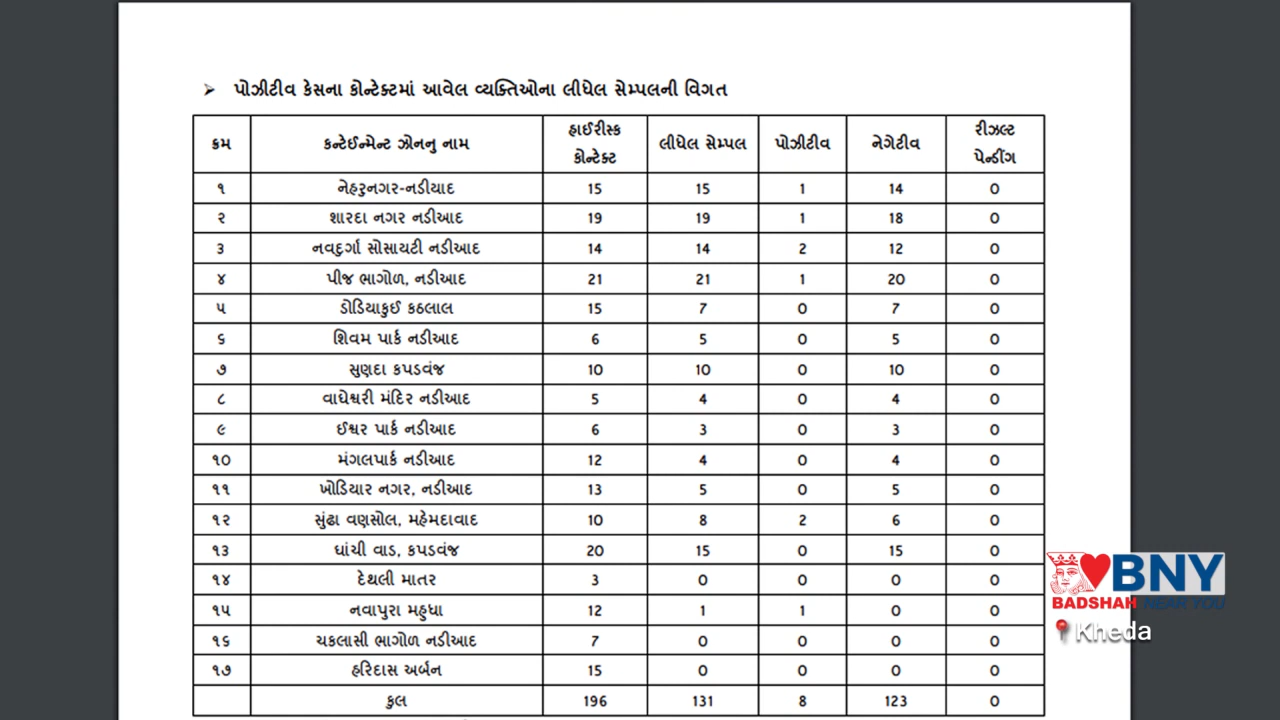 ➢ પોઝીટીવ કેસના કોન્ટેક્ટમાં આવેલ વ્યક્તિઓના લીધેલ સેમ્પલની વિગત
ક્રમ કન્ટેઈન્મેન્ટ ઝોનનુ નામ હાઈરીસ્ક કોન્ટેક્ટ લીધેલ સેમ્પલ પોઝીટીવ નેગેટીવ રીઝલ્ટ પેન્ડીંગ
૧ નેહરુનગર-નડીયાદ 15 15 1 14 0
૨ શારદા નગર નડીઆદ 19 19 1 18 0
૩ નવદુર્ગા સોસાયટી નડીઆદ 14 14 2 12 0
૪ પીજ ભાગોળ, નડીઆદ 21 21 1 20 0
૫ ડોડિયાકુઈ કઠલાલ 15 7 0 7 0
૬ શિવમ પાર્ક નડીઆદ 6 5 0 5 0
૭ સુણદા કપડવંજ 10 10 0 10 0
૮ વાઘેશ્વરી મંદિર નડીઆદ 5 4 0 4 0
૯ ઈશ્વર પાર્ક નડીઆદ 6 3 0 3 0
૧૦ મંગલપાર્ક નડીઆદ 12 4 0 4 0
૧૧ ખોડિયાર નગર, નડીઆદ 13 5 0 5 0
૧૨ સુંઢા વણસોલ, મહેમદાવાદ 10 8 2 6 0
૧૩ ઘાંચી વાડ, કપડવંજ 20 15 0 15 0
૧૪ દેથલી માતર 3 0 0 0 0
૧૫ નવાપુરા મહુધા 12 1 1 0 0
૧૬ ચકલાસી ભાગોળ નડીઆદ 7 0 0 0 0
૧૭ હરિદાસ અર્બન 15 0 0 0 0
કુલ 196 131 8 123 0
BNY
BADSHAH NEAR YOU
Kheda